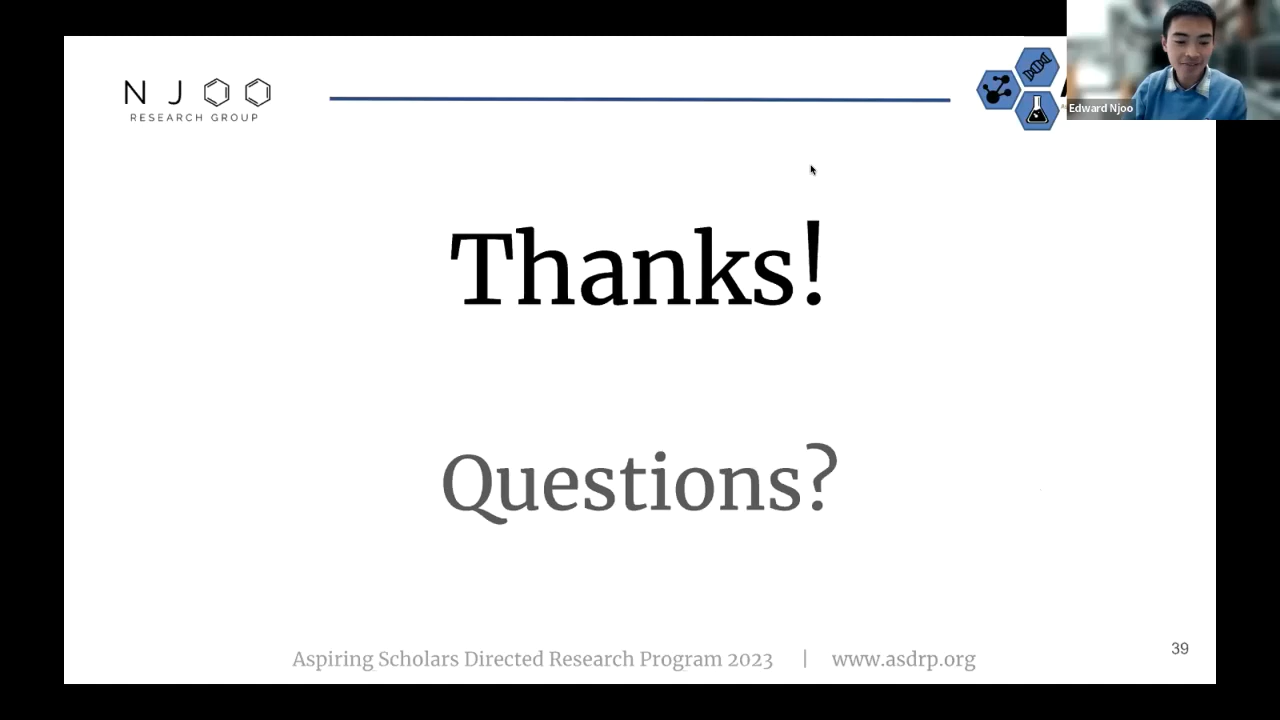 N J O O
RESEARCH GROUP
Edward Njoo
Thanks!
Questions?
Aspiring Scholars Directed Research Program 2023 | www.asdrp.org
39